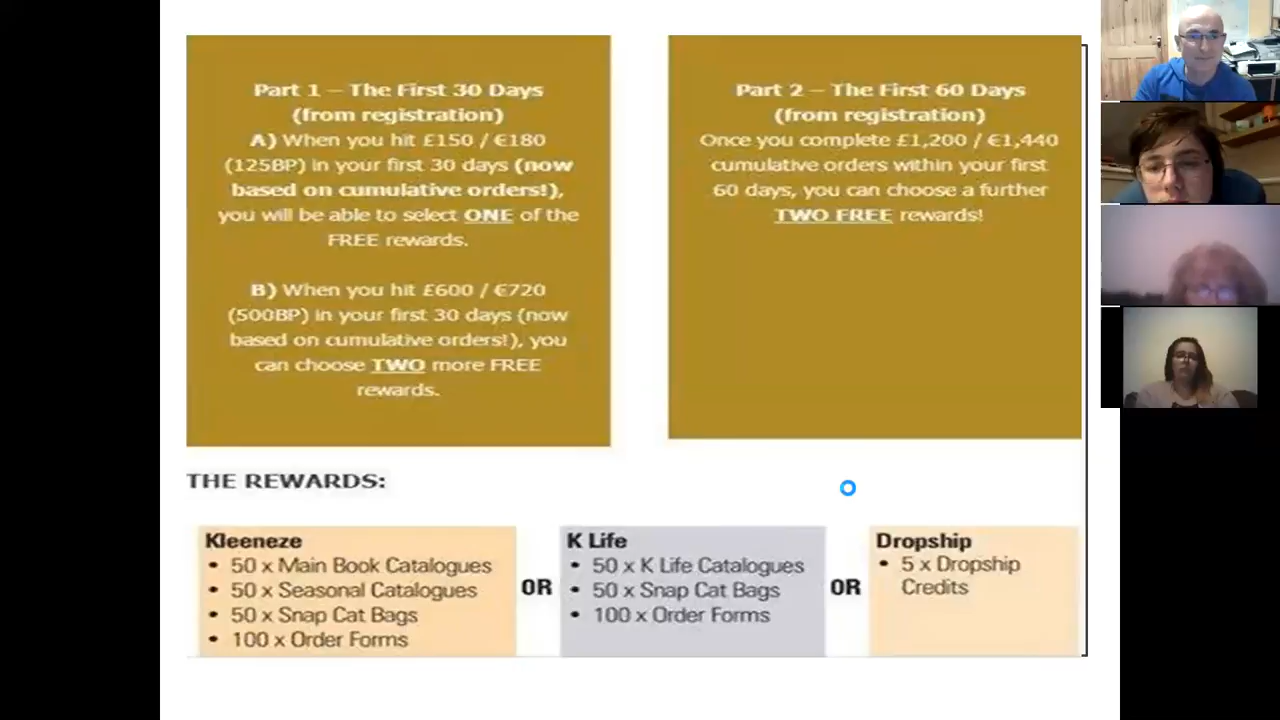 Part 1 – The First 30 Days
(from registration)
A) When you hit £150 / €180
(125BP) in your first 30 days (now
based on cumulative orders!),
you will be able to select ONE of the
FREE rewards.
B) When you hit £600 / €720
(500BP) in your first 30 days (now
based on cumulative orders!), you
can choose TWO more FREE
rewards.
Part 2 – The First 60 Days
(from registration)
Once you complete £1,200 / €1,440
cumulative orders within your first
60 days, you can choose a further
TWO FREE rewards!
THE REWARDS:
Kleeneze
• 50 x Main Book Catalogues
• 50 x Seasonal Catalogues
• 50 x Snap Cat Bags
• 100 x Order Forms
OR
K Life
• 50 x K Life Catalogues
• 50 x Snap Cat Bags
• 100 x Order Forms
OR
Dropship
• 5 x Dropship
Credits